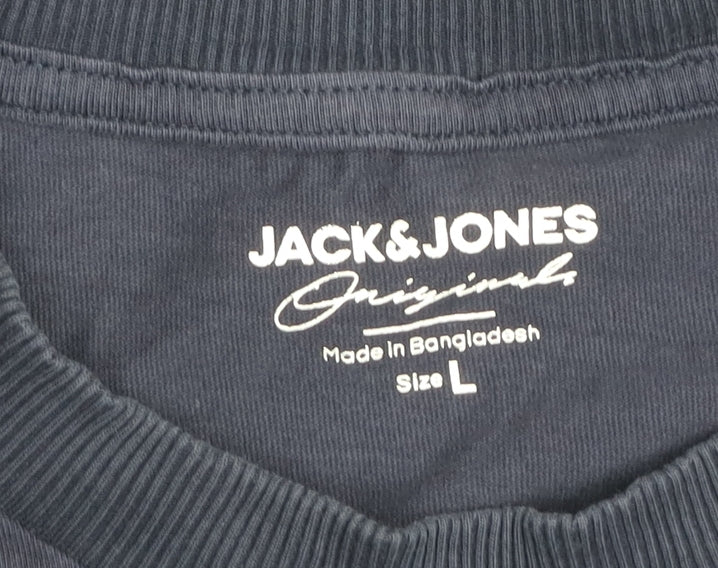 JACK&JONES
Originals
Made in Bangladesh
Size L